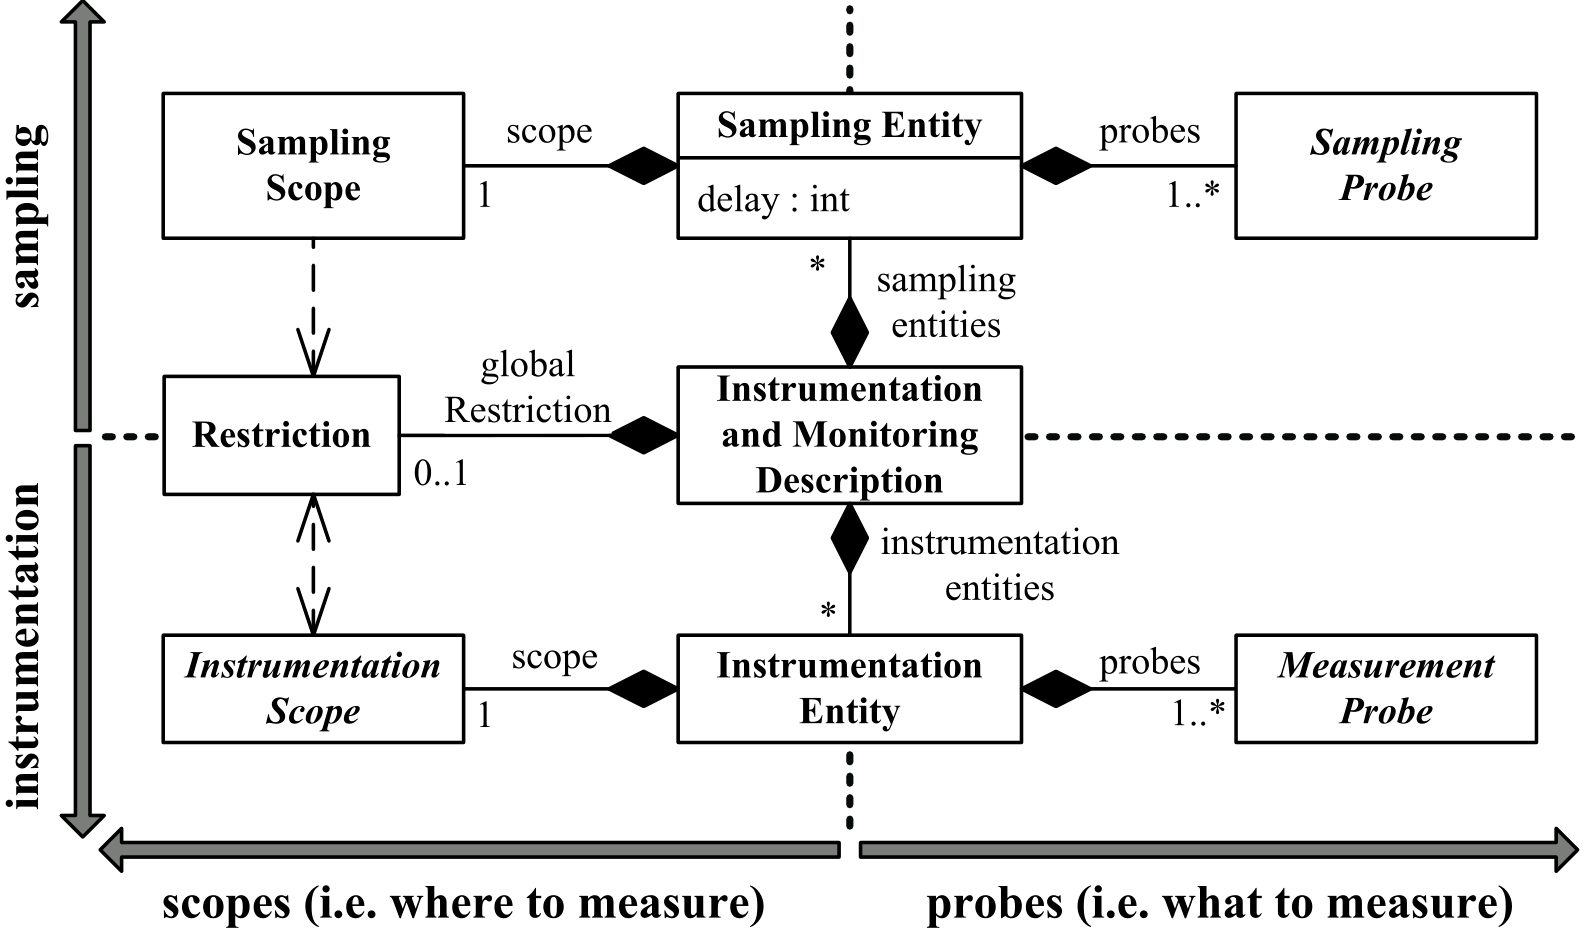 sampling
instrumentation
Sampling
Scope
scope
1
Sampling Entity
delay : int
probes
1..*
Sampling
Probe
*
sampling
entities
Restriction
global
Restriction
0..1
Instrumentation
and Monitoring
Description
instrumentation
entities
*
Instrumentation
Scope
scope
1
Instrumentation
Entity
probes
1..*
Measurement
Probe
scopes (i.e. where to measure)
probes (i.e. what to measure)